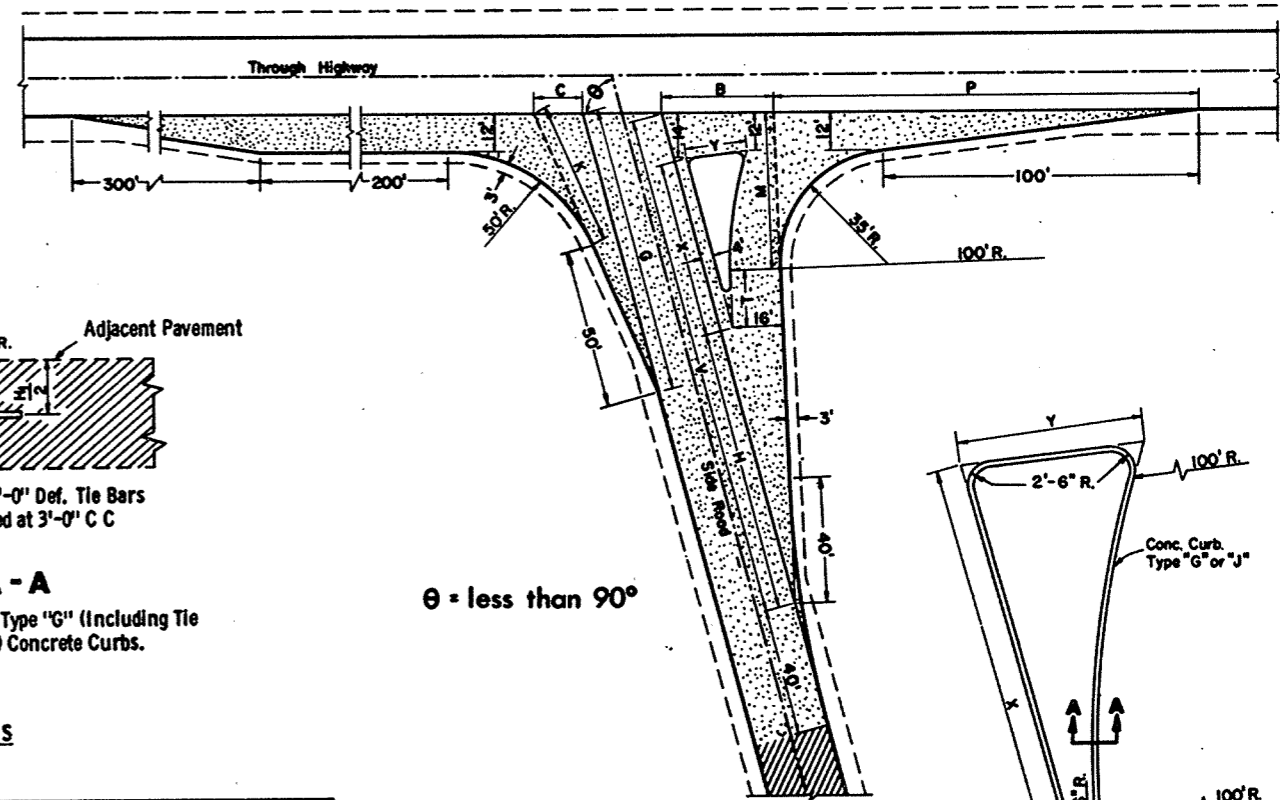 Through Highway
C
θ
B
P
12'
14'
12'
12'
Y
K
M
300'
200'
3'
100'
50' R.
35' R.
G
X
4'
100' R.
T
16'
50'
V
H
3'
Side Road
40'
40'
θ = less than 90°
R.
Adjacent Pavement
'-0" Def. Tie Bars
ed at 3'-0" C C
- A
Type "G" (Including Tie
) Concrete Curbs.
S
Y
2'-6" R.
100' R.
Conc. Curb.
Type "G" or "J"
X
A A
" R.
100' R.